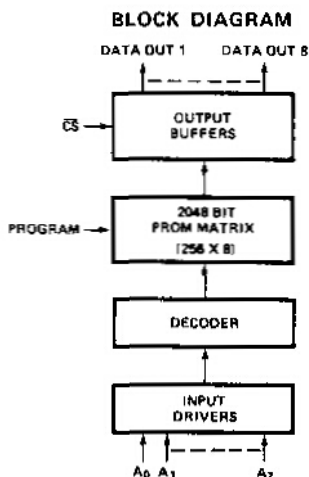 BLOCK DIAGRAM
DATA OUT 1 DATA OUT 8
OUTPUT
BUFFERS
CS
2048 BIT
PROM MATRIX
(256 X 8)
PROGRAM
DECODER
INPUT
DRIVERS
A0 A1 A7